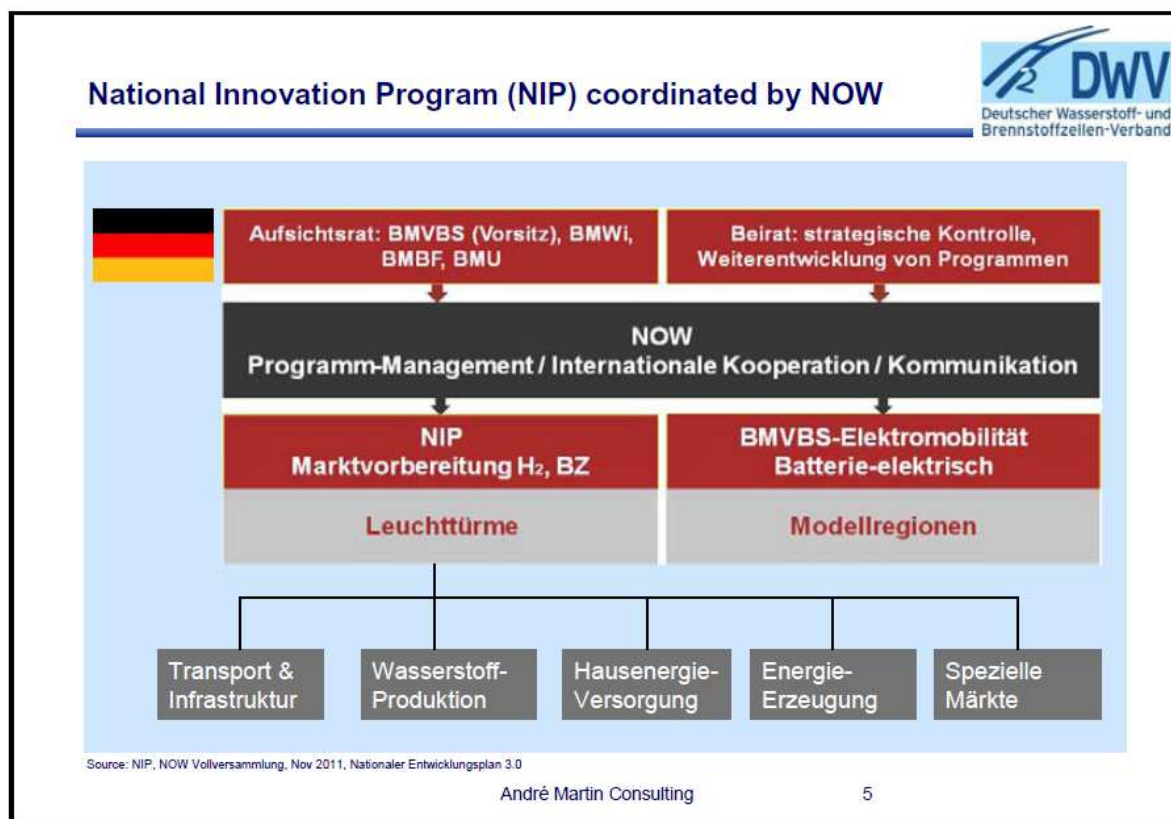 National Innovation Program (NIP) coordinated by NOW
DWV
Deutscher Wasserstoff- und
Brennstoffzellen-Verband
Aufsichtsrat: BMVBS (Vorsitz), BMWi,
BMBF, BMU
Beirat: strategische Kontrolle,
Weiterentwicklung von Programmen
NOW
Programm-Management / Internationale Kooperation / Kommunikation
NIP
Marktvorbereitung H₂, BZ
BMVBS-Elektromobilität
Batterie-elektrisch
Leuchttürme
Modellregionen
Transport &
Infrastruktur
Wasserstoff-
Produktion
Hausenergie-
Versorgung
Energie-
Erzeugung
Spezielle
Märkte
Source: NIP, NOW Vollversammlung, Nov 2011, Nationaler Entwicklungsplan 3.0
André Martin Consulting
5